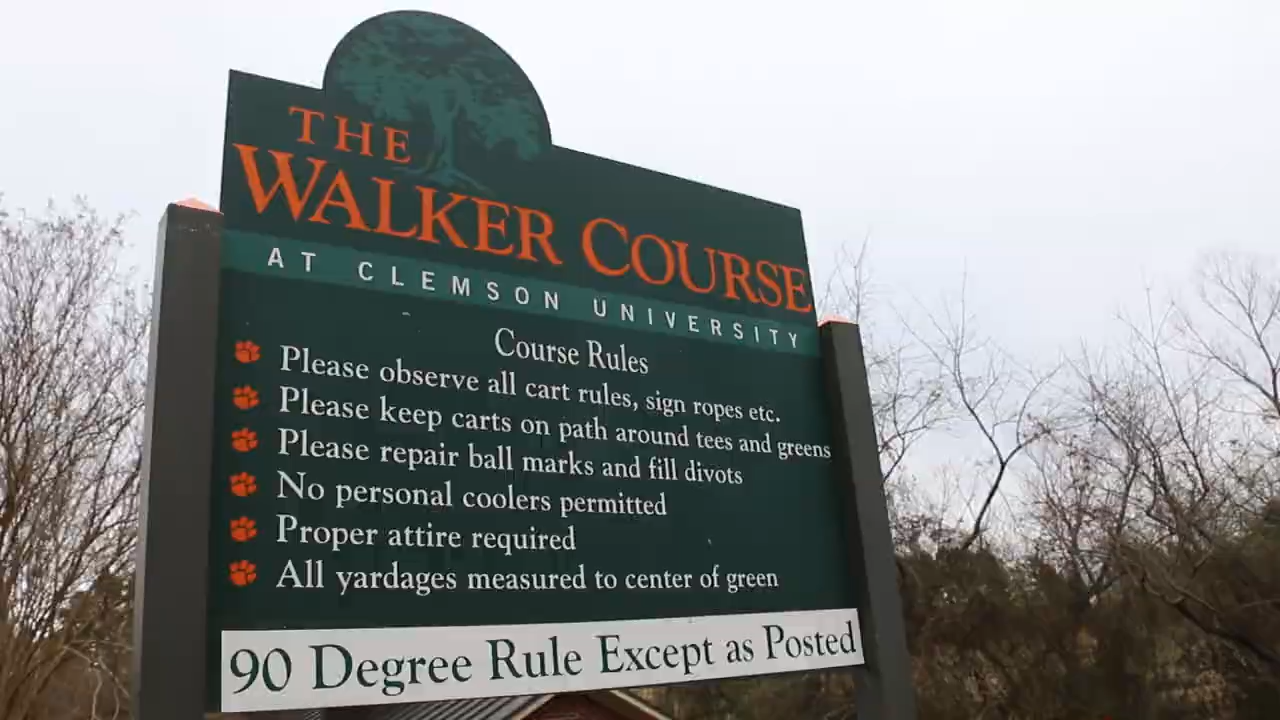 THE
WALKER COURSE
AT CLEMSON UNIVERSITY
Course Rules
Please observe all cart rules, sign ropes etc.
Please keep carts on path around tees and greens
Please repair ball marks and fill divots
No personal coolers permitted
Proper attire required
All yardages measured to center of green
90 Degree Rule Except as Posted